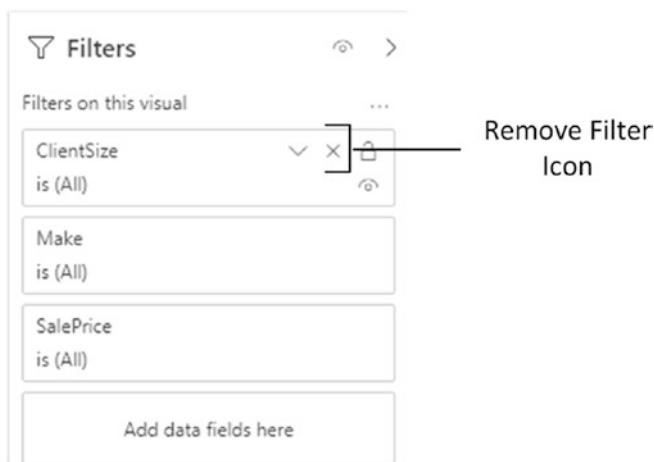 Filters
Filters on this visual
ClientSize
is (All)
Remove Filter
Icon
Make
is (All)
SalePrice
is (All)
Add data fields here